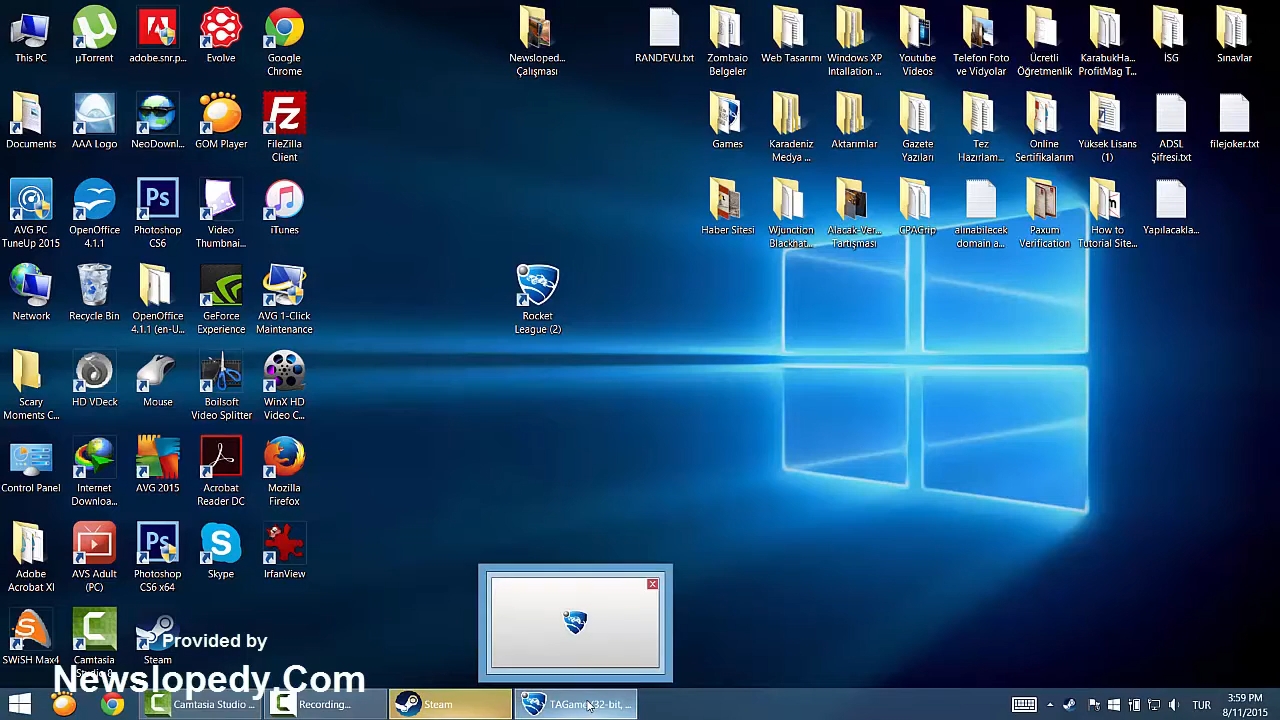 This PC
µTorrent
adobe.snr.p...
Evolve
Google
Chrome
Newsloped...
Çalışması
RANDEVU.txt
Zombaio
Belgeler
Web Tasarımı
Windows XP
Intallation ...
Youtube
Videos
Telefon Foto
ve Vidyolar
Ücretli
Öğretmenlik
KarabukHa...
ProfitMag T...
İSG
Sınavlar
Documents
AAA Logo
NeoDownl...
GOM Player
FileZilla
Client
Games
Karadeniz
Medya ...
Aktarımlar
Gazete
Yazıları
Tez
Hazırlam...
Online
Sertifikalarım
Yüksek Lisans
(1)
ADSL
Şifresi.txt
filejoker.txt
AVG PC
TuneUp 2015
OpenOffice
4.1.1
Photoshop
CS6
Video
Thumbnai...
iTunes
Haber Sitesi
Wjunction
Blackhat...
Alacak-Ver...
Tartışması
CPAGrip
alınabilecek
domain a...
Paxum
Verification
How to
Tutorial Site...
Yapılacakla...
Network
Recycle Bin
OpenOffice
4.1.1 (en-U...
GeForce
Experience
AVG 1-Click
Maintenance
Rocket
League (2)
Scary
Moments C...
HD VDeck
Mouse
Boilsoft
Video Splitter
WinX HD
Video C...
Control Panel
Internet
Downloa...
AVG 2015
Acrobat
Reader DC
Mozilla
Firefox
Adobe
Acrobat XI
AVS Adult
(PC)
Photoshop
CS6 x64
Skype
IrfanView
SWiSH Max4
Camtasia
Studio 8
Steam
Provided by
Newslopedy.Com
Camtasia Studio ...
Recording...
Steam
TAGame (32-bit, ...
TUR
3:59 PM
8/11/2015